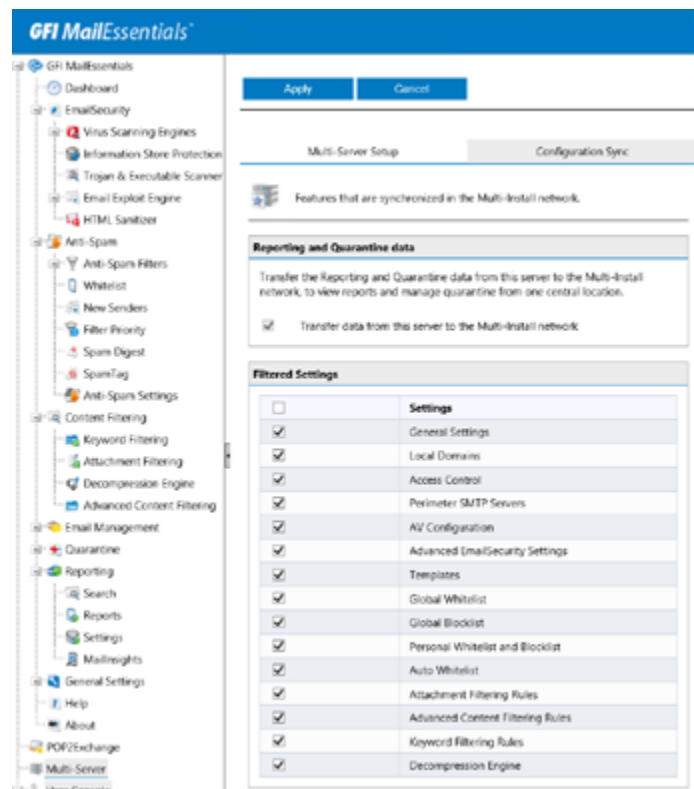 GFI MailEssentials
GFI MailEssentials
Dashboard
EmailSecurity
Virus Scanning Engines
Information Store Protection
Trojan & Executable Scanner
Email Exploit Engine
HTML Sanitizer
Anti-Spam
Anti-Spam Filters
Whitelist
New Senders
Filter Priority
Spam Digest
SpamTag
Anti-Spam Settings
Content Filtering
Keyword Filtering
Attachment Filtering
Decompression Engine
Advanced Content Filtering
Email Management
Quarantine
Reporting
Search
Reports
Settings
MailInsights
General Settings
Help
About
POP2Exchange
Multi-Server
Apply Cancel
Multi-Server Setup Configuration Sync
Features that are synchronized in the Multi-Install network.
Reporting and Quarantine data
Transfer the Reporting and Quarantine data from this server to the Multi-Install
network, to view reports and manage quarantine from one central location.
Transfer data from this server to the Multi-Install network
Filtered Settings
Settings
General Settings
Local Domains
Access Control
Perimeter SMTP Servers
AV Configuration
Advanced EmailSecurity Settings
Templates
Global Whitelist
Global Blocklist
Personal Whitelist and Blocklist
Auto Whitelist
Attachment Filtering Rules
Advanced Content Filtering Rules
Keyword Filtering Rules
Decompression Engine